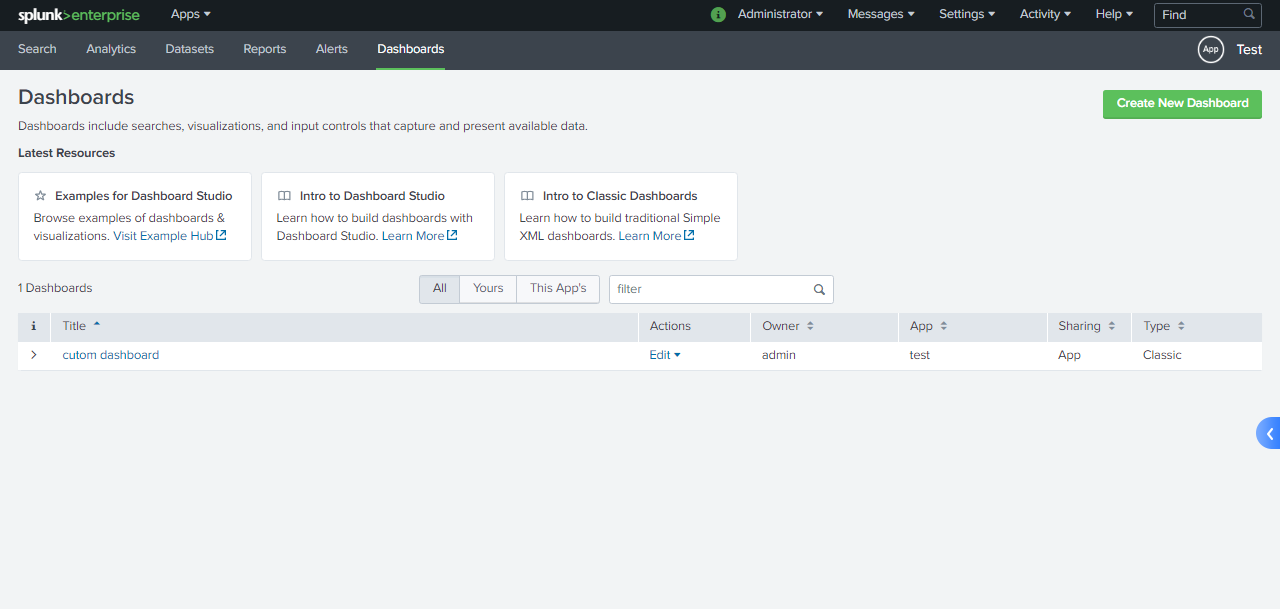 splunk>enterprise Apps Administrator Messages Settings Activity Help Find
Search Analytics Datasets Reports Alerts Dashboards App Test
Dashboards
Create New Dashboard
Dashboards include searches, visualizations, and input controls that capture and present available data.
Latest Resources
Examples for Dashboard Studio
Browse examples of dashboards &
visualizations. Visit Example Hub
Intro to Dashboard Studio
Learn how to build dashboards with
Dashboard Studio. Learn More
Intro to Classic Dashboards
Learn how to build traditional Simple
XML dashboards. Learn More
1 Dashboards All Yours This App's filter
i Title Actions Owner App Sharing Type
cutom dashboard Edit admin test App Classic